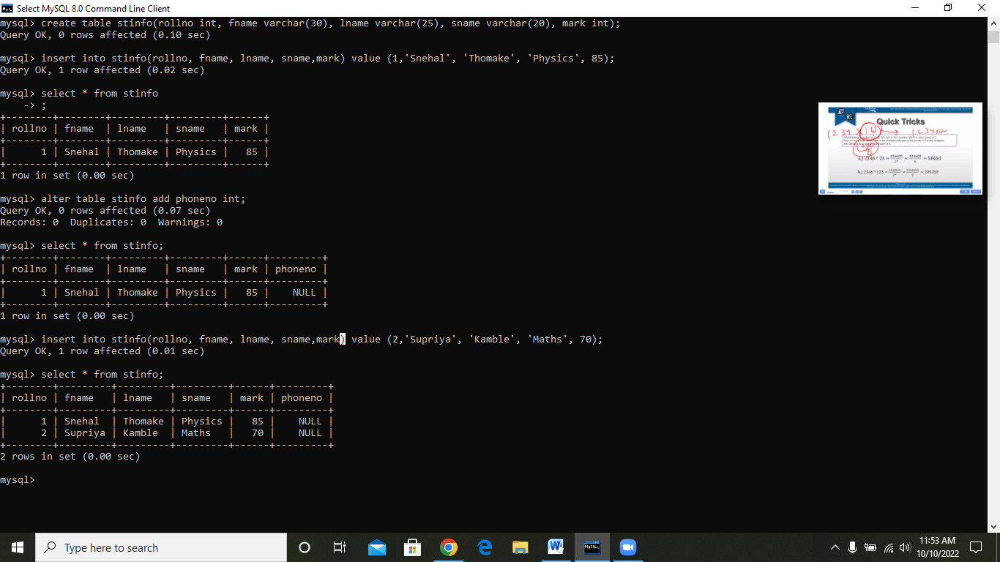 Select MySQL 8.0 Command Line Client
mysql> create table stinfo(rollno int, fname varchar(30), lname varchar(25), sname varchar(20), mark int);
Query OK, 0 rows affected (0.10 sec)
mysql> insert into stinfo(rollno, fname, lname, sname,mark) value (1,'Snehal', 'Thomake', 'Physics', 85);
Query OK, 1 row affected (0.02 sec)
mysql> select * from stinfo
    -> ;
+--------+--------+---------+---------+------+
| rollno | fname  | lname   | sname   | mark |
+--------+--------+---------+---------+------+
|      1 | Snehal | Thomake | Physics |   85 |
+--------+--------+---------+---------+------+
1 row in set (0.00 sec)
mysql> alter table stinfo add phoneno int;
Query OK, 0 rows affected (0.07 sec)
Records: 0  Duplicates: 0  Warnings: 0
mysql> select * from stinfo;
+--------+--------+---------+---------+------+---------+
| rollno | fname  | lname   | sname   | mark | phoneno |
+--------+--------+---------+---------+------+---------+
|      1 | Snehal | Thomake | Physics |   85 |    NULL |
+--------+--------+---------+---------+------+---------+
1 row in set (0.00 sec)
mysql> insert into stinfo(rollno, fname, lname, sname,mark) value (2,'Supriya', 'Kamble', 'Maths', 70);
Query OK, 1 row affected (0.01 sec)
mysql> select * from stinfo;
+--------+---------+---------+---------+------+---------+
| rollno | fname   | lname   | sname   | mark | phoneno |
+--------+---------+---------+---------+------+---------+
|      1 | Snehal  | Thomake | Physics |   85 |    NULL |
|      2 | Supriya | Kamble  | Maths   |   70 |    NULL |
+--------+---------+---------+---------+------+---------+
2 rows in set (0.00 sec)
mysql>
Quick Tricks
a.) 2346 * 25 = = = 58650
b.) 2346 * 125 = = = 293250
Type here to search
11:53 AM
10/10/2022